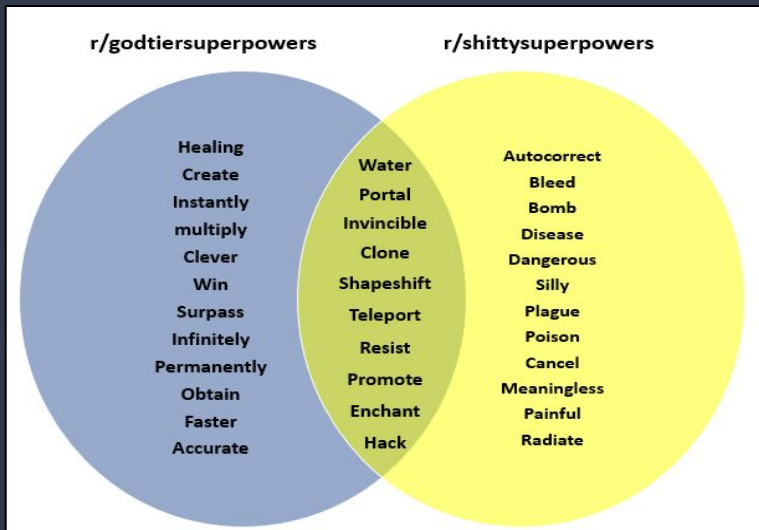 r/godtiersuperpowers
r/shittysuperpowers
Healing
Create
Instantly
multiply
Clever
Win
Surpass
Infinitely
Permanently
Obtain
Faster
Accurate
Water
Portal
Invincible
Clone
Shapeshift
Teleport
Resist
Promote
Enchant
Hack
Autocorrect
Bleed
Bomb
Disease
Dangerous
Silly
Plague
Poison
Cancel
Meaningless
Painful
Radiate